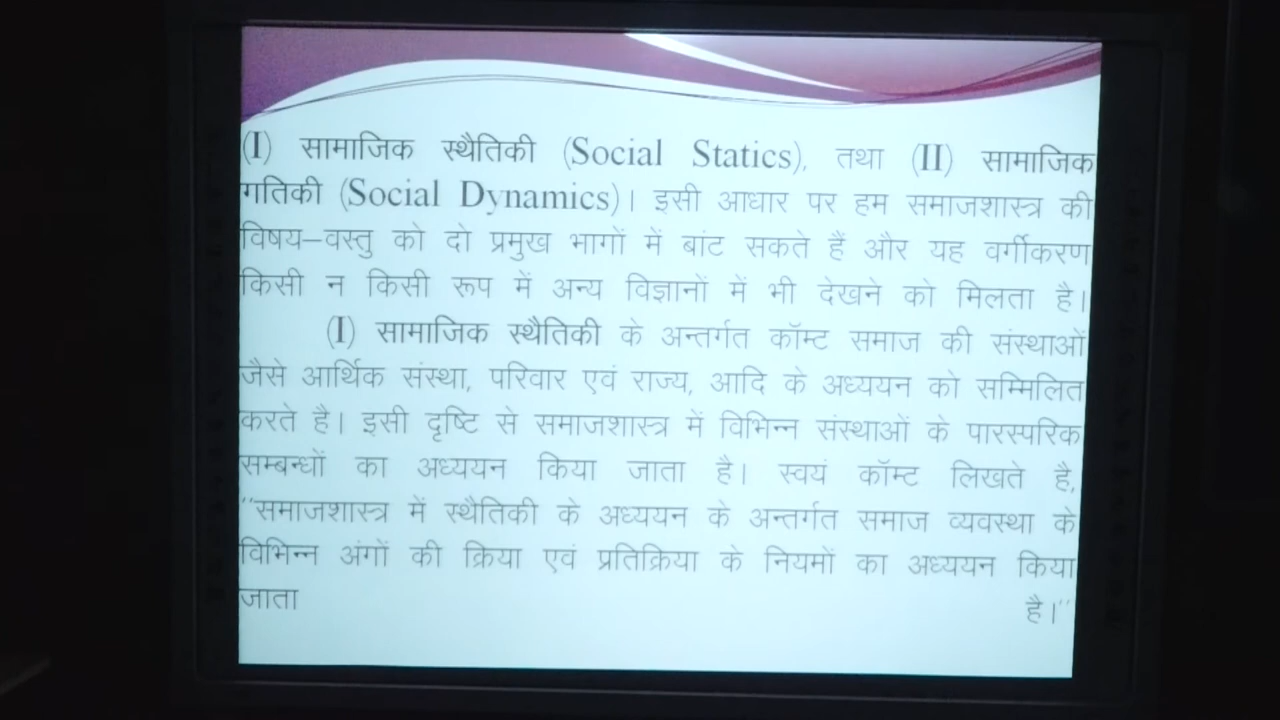 (I) सामाजिक स्थैतिकी (Social Statics), तथा (II) सामाजिक
गतिकी (Social Dynamics)। इसी आधार पर हम समाजशास्त्र की
विषय–वस्तु को दो प्रमुख भागों में बांट सकते हैं और यह वर्गीकरण
किसी न किसी रूप में अन्य विज्ञानों में भी देखने को मिलता है।
(I) सामाजिक स्थैतिकी के अन्तर्गत कॉम्ट समाज की संस्थाओं
जैसे आर्थिक संस्था, परिवार एवं राज्य, आदि के अध्ययन को सम्मिलित
करते है। इसी दृष्टि से समाजशास्त्र में विभिन्न संस्थाओं के पारस्परिक
सम्बन्धों का अध्ययन किया जाता है। स्वयं कॉम्ट लिखते है,
‘‘समाजशास्त्र में स्थैतिकी के अध्ययन के अन्तर्गत समाज व्यवस्था के
विभिन्न अंगों की क्रिया एवं प्रतिक्रिया के नियमों का अध्ययन किया
जाता है।’’